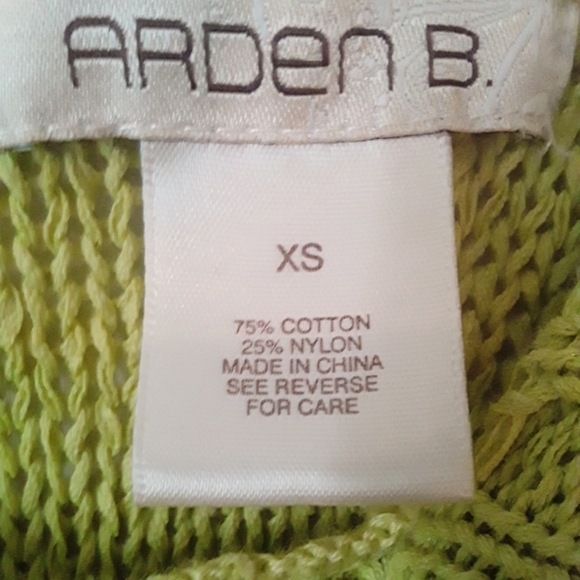 ARDen B.
XS
75% COTTON
25% NYLON
MADE IN CHINA
SEE REVERSE
FOR CARE